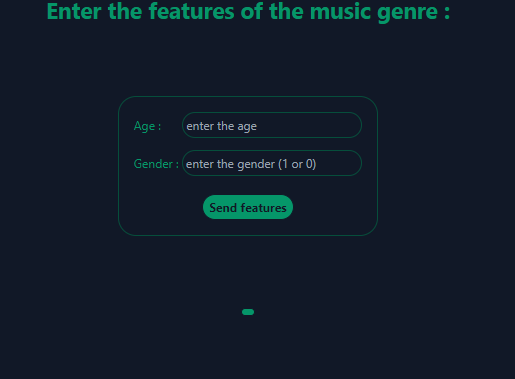 Enter the features of the music genre :
Age : enter the age
Gender : enter the gender (1 or 0)
Send features